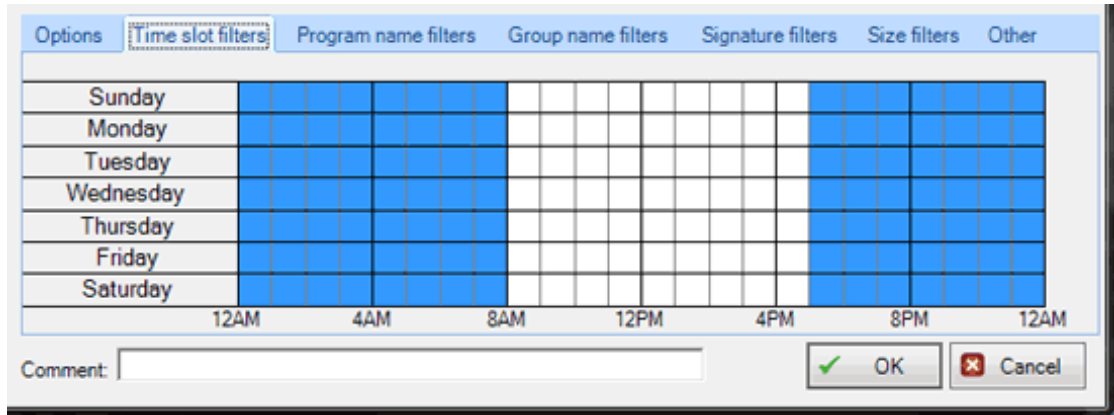 Options Time slot filters Program name filters Group name filters Signature filters Size filters Other
Sunday
Monday
Tuesday
Wednesday
Thursday
Friday
Saturday
12AM 4AM 8AM 12PM 4PM 8PM 12AM
Comment: OK Cancel